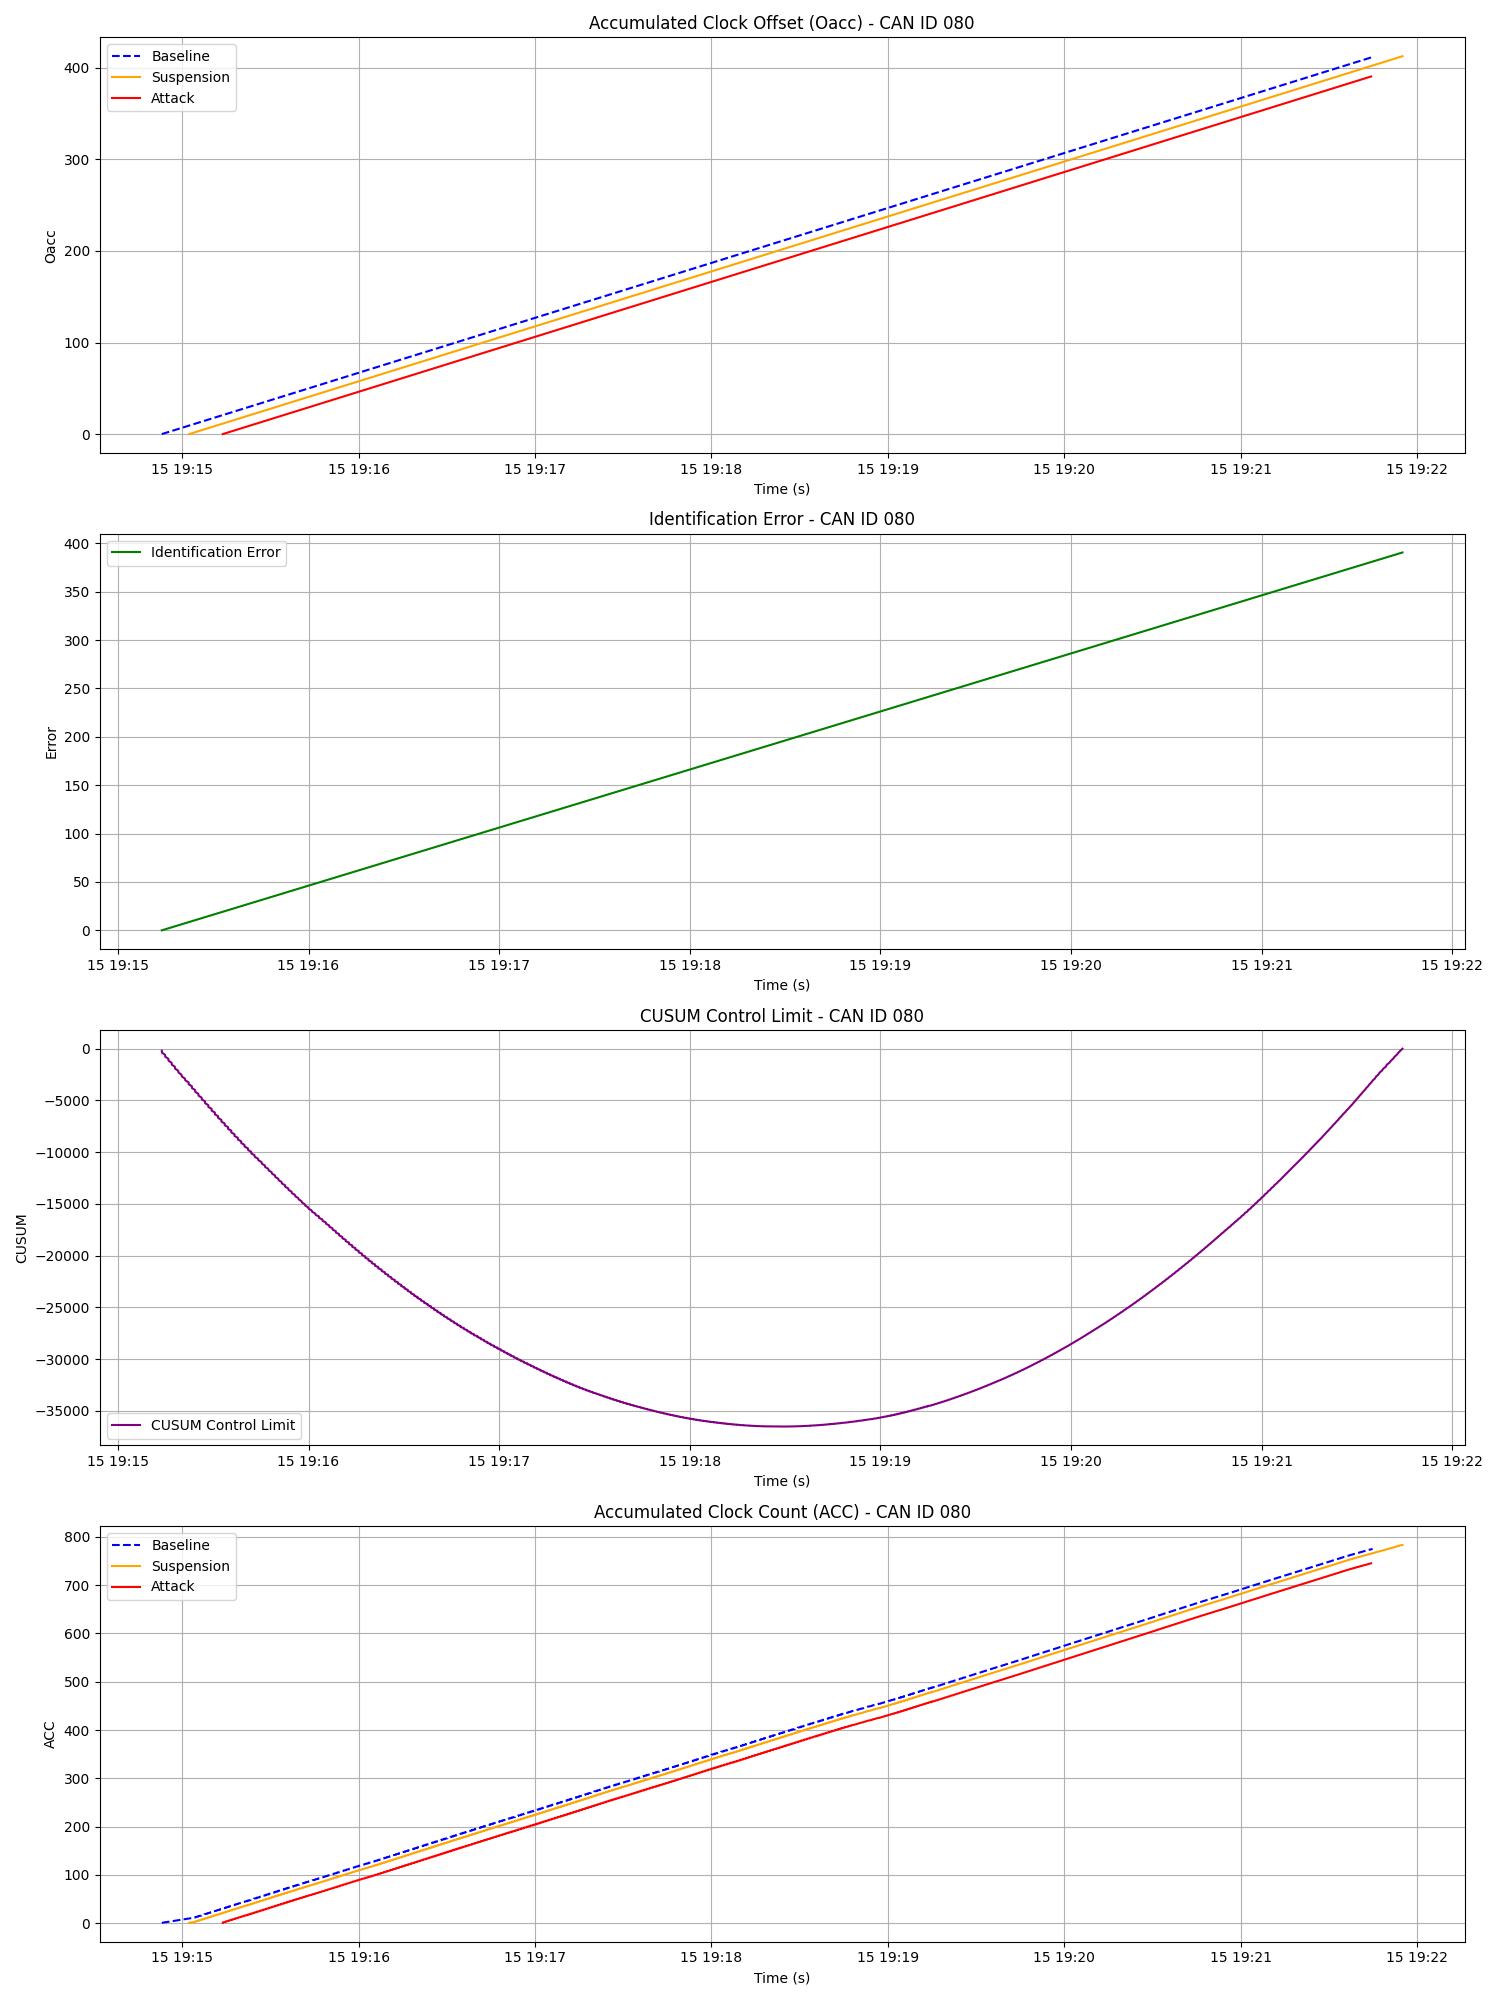 Accumulated Clock Offset (Oacc) - CAN ID 080
Baseline
Suspension
Attack
400
300
200
100
0
Oacc
15 19:15 15 19:16 15 19:17 15 19:18 15 19:19 15 19:20 15 19:21 15 19:22
Time (s)
Identification Error - CAN ID 080
Identification Error
400
350
300
250
200
150
100
50
0
Error
15 19:15 15 19:16 15 19:17 15 19:18 15 19:19 15 19:20 15 19:21 15 19:22
Time (s)
CUSUM Control Limit - CAN ID 080
0
−5000
−10000
−15000
−20000
−25000
−30000
−35000
CUSUM
CUSUM Control Limit
15 19:15 15 19:16 15 19:17 15 19:18 15 19:19 15 19:20 15 19:21 15 19:22
Time (s)
Accumulated Clock Count (ACC) - CAN ID 080
Baseline
Suspension
Attack
800
700
600
500
400
300
200
100
0
ACC
15 19:15 15 19:16 15 19:17 15 19:18 15 19:19 15 19:20 15 19:21 15 19:22
Time (s)